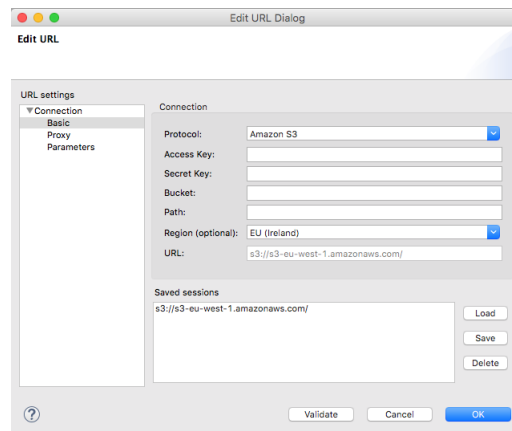 Edit URL Dialog
Edit URL
URL settings
Connection
Basic
Proxy
Parameters
Connection
Protocol: Amazon S3
Access Key:
Secret Key:
Bucket:
Path:
Region (optional): EU (Ireland)
URL: s3://s3-eu-west-1.amazonaws.com/
Saved sessions
s3://s3-eu-west-1.amazonaws.com/
Load
Save
Delete
? Validate Cancel OK